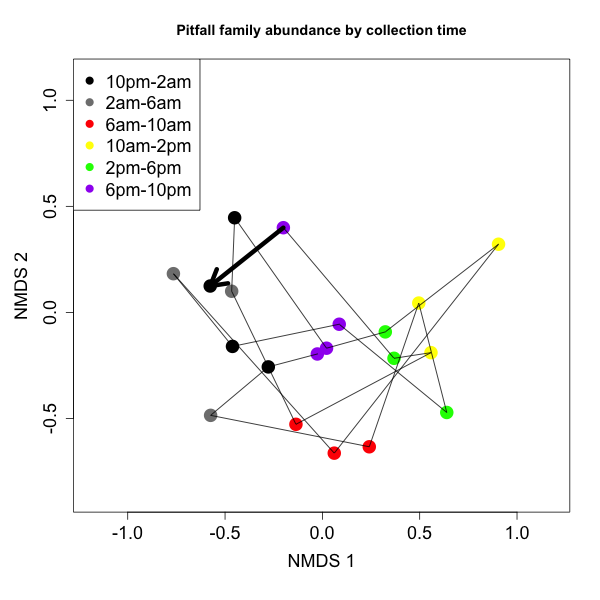 Pitfall family abundance by collection time
10pm-2am
2am-6am
6am-10am
10am-2pm
2pm-6pm
6pm-10pm
1.0
0.5
0.0
-0.5
NMDS 2
-1.0
-0.5
0.0
0.5
1.0
NMDS 1